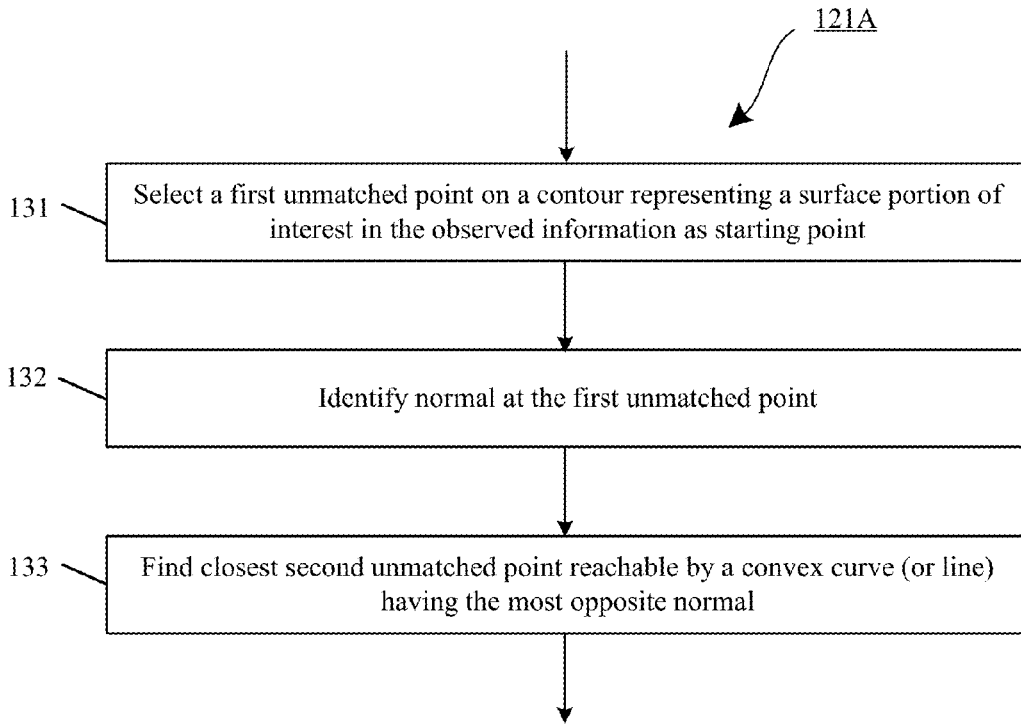 121A
131
Select a first unmatched point on a contour representing a surface portion of
interest in the observed information as starting point
132
Identify normal at the first unmatched point
133
Find closest second unmatched point reachable by a convex curve (or line)
having the most opposite normal